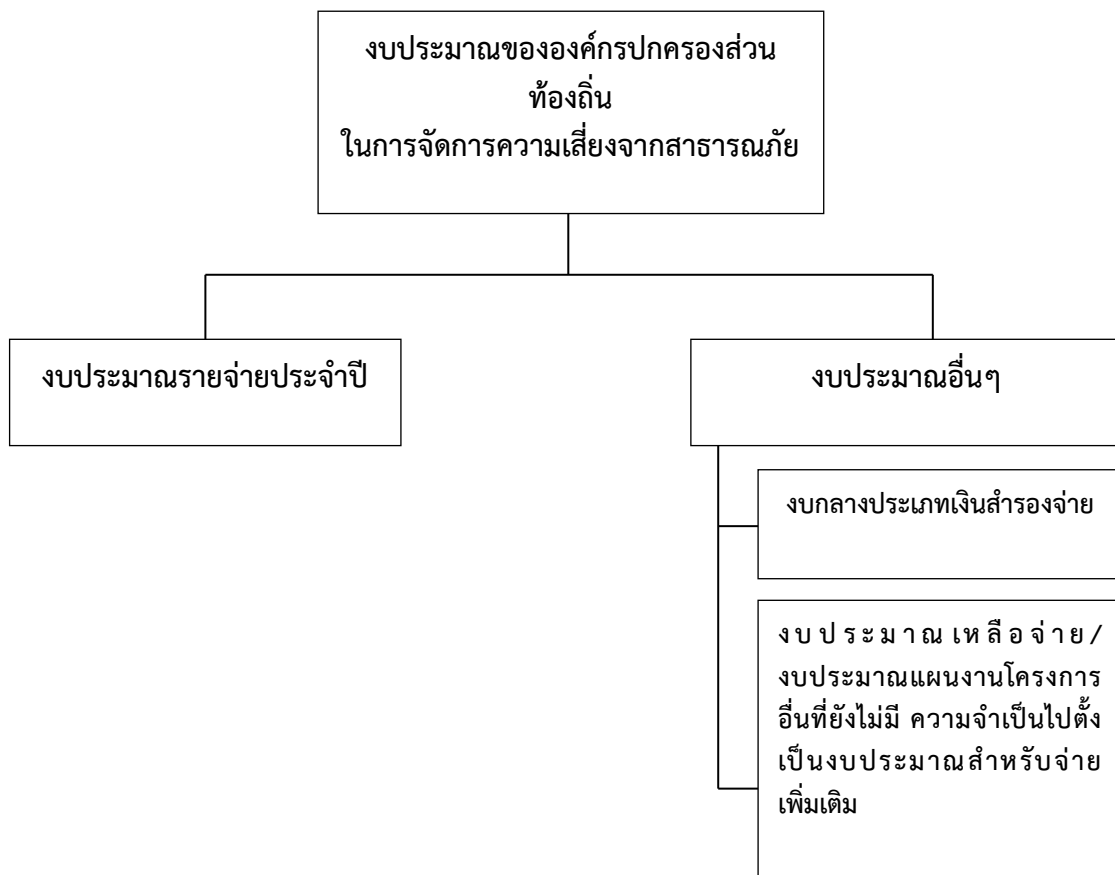 งบประมาณขององค์กรปกครองส่วน
ท้องถิ่น
ในการจัดการความเสี่ยงจากสาธารณภัย
งบประมาณรายจ่ายประจำปี
งบประมาณอื่นๆ
งบกลางประเภทเงินสำรองจ่าย
งบประมาณเหลือจ่าย/
งบประมาณแผนงานโครงการ
อื่นที่ยังไม่มี ความจำเป็นไปตั้ง
เป็นงบประมาณสำหรับจ่าย
เพิ่มเติม